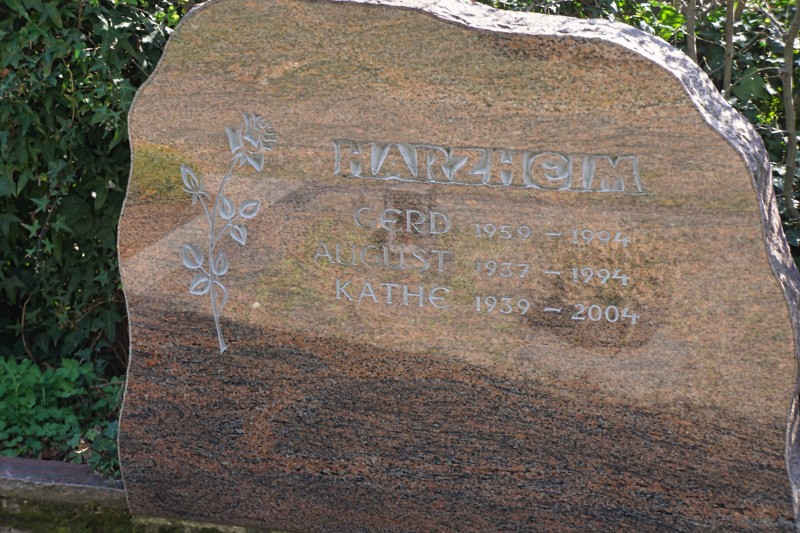 HARZHEIM
GERD 1959 – 1994
AUGUST 1937 – 1994
KATHE 1939 – 2004